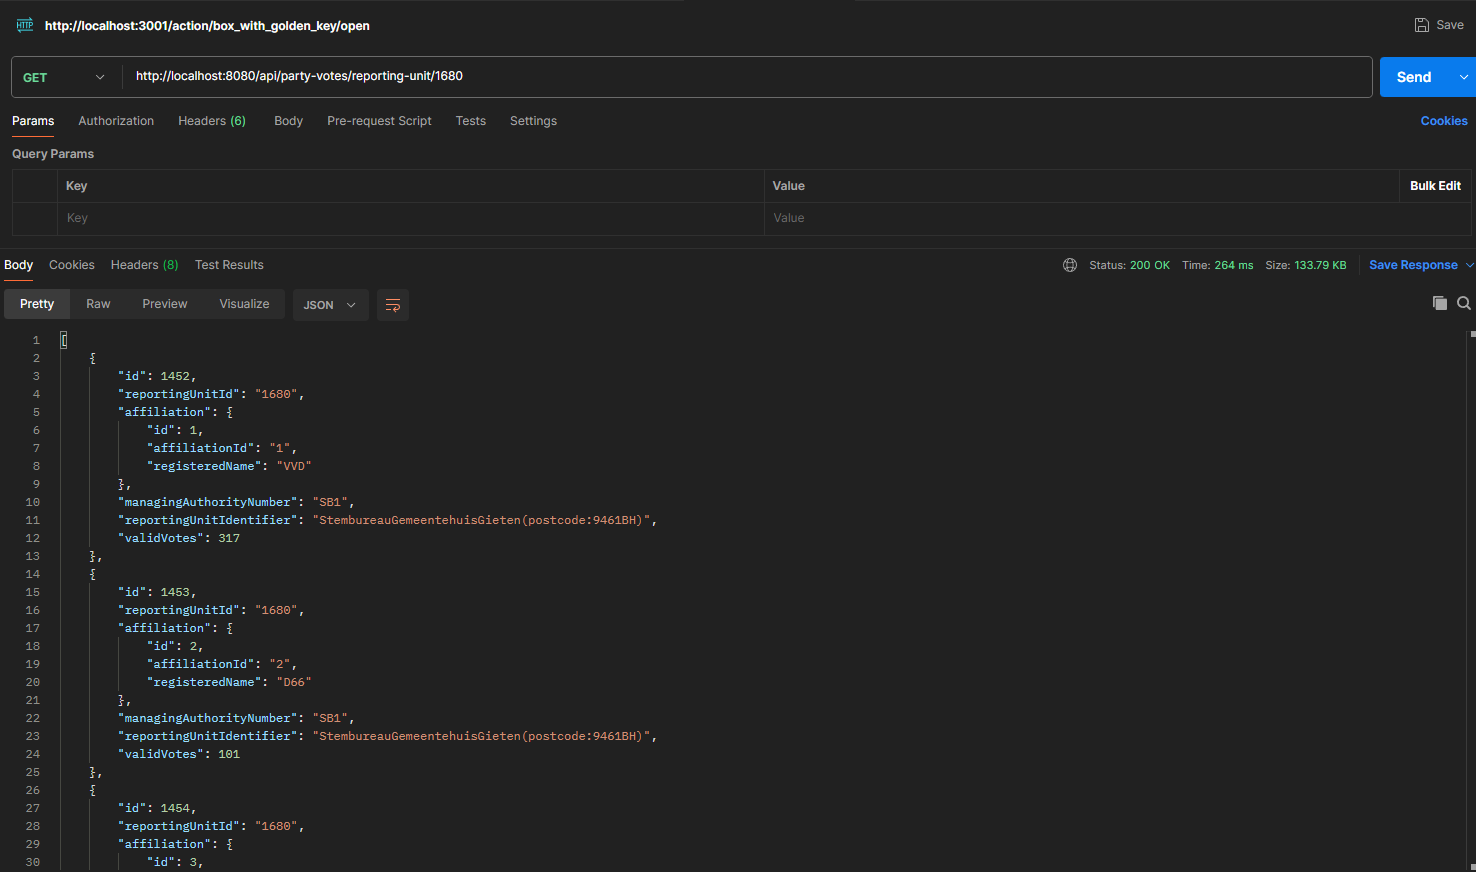 HTTP http://localhost:3001/action/box_with_golden_key/open Save
GET http://localhost:8080/api/party-votes/reporting-unit/1680 Send
Params Authorization Headers (6) Body Pre-request Script Tests Settings Cookies
Query Params
Key Value Bulk Edit
Key Value
Body Cookies Headers (8) Test Results Status: 200 OK Time: 264 ms Size: 133.79 KB Save Response
Pretty Raw Preview Visualize JSON
1 [
2 {
3 "id": 1452,
4 "reportingUnitId": "1680",
5 "affiliation": {
6 "id": 1,
7 "affiliationId": "1",
8 "registeredName": "VVD"
9 },
10 "managingAuthorityNumber": "SB1",
11 "reportingUnitIdentifier": "StembureauGemeentehuisGieten(postcode:9461BH)",
12 "validVotes": 317
13 },
14 {
15 "id": 1453,
16 "reportingUnitId": "1680",
17 "affiliation": {
18 "id": 2,
19 "affiliationId": "2",
20 "registeredName": "D66"
21 },
22 "managingAuthorityNumber": "SB1",
23 "reportingUnitIdentifier": "StembureauGemeentehuisGieten(postcode:9461BH)",
24 "validVotes": 101
25 },
26 {
27 "id": 1454,
28 "reportingUnitId": "1680",
29 "affiliation": {
30 "id": 3,